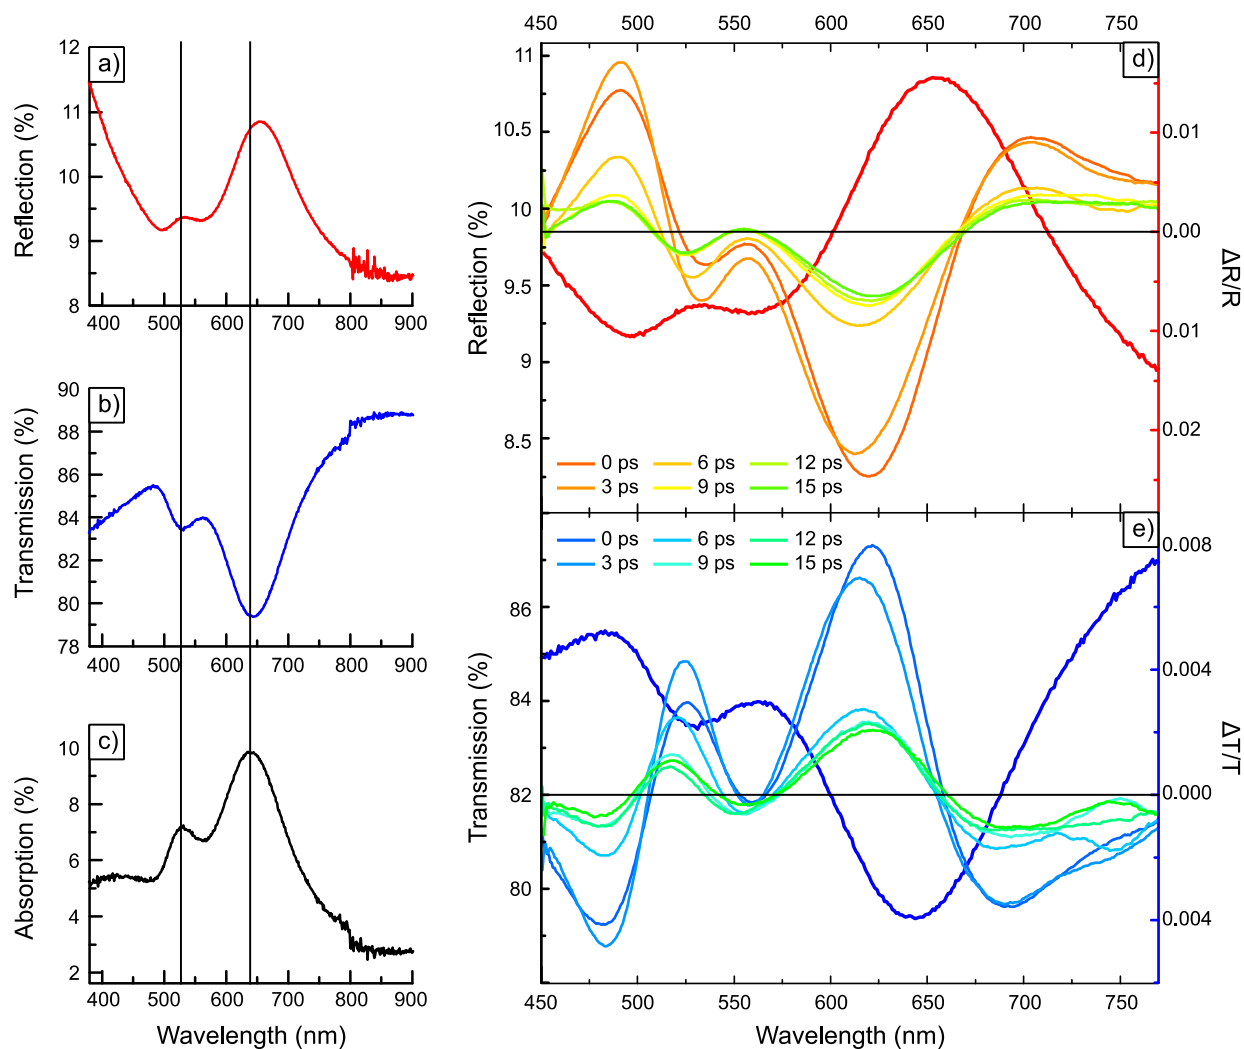 a)
12
11
10
9
8
Reflection (%)
400 500 600 700 800 900
b)
90
88
86
84
82
80
78
Transmission (%)
400 500 600 700 800 900
c)
10
8
6
4
2
Absorption (%)
400 500 600 700 800 900
Wavelength (nm)
450 500 550 600 650 700 750
d)
11
10.5
10
9.5
9
8.5
Reflection (%)
0.01
0.00
0.01
0.02
ΔR/R
0 ps 6 ps 12 ps
3 ps 9 ps 15 ps
e)
0 ps 6 ps 12 ps
3 ps 9 ps 15 ps
86
84
82
80
Transmission (%)
0.008
0.004
0.000
0.004
ΔT/T
450 500 550 600 650 700 750
Wavelength (nm)